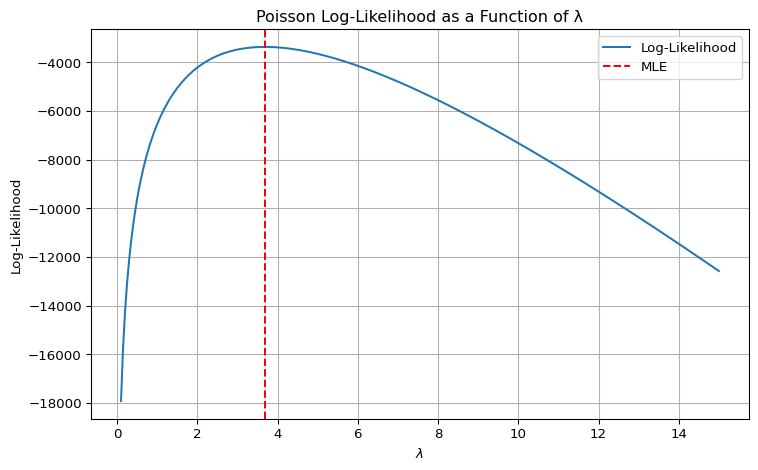 Poisson Log-Likelihood as a Function of λ
Log-Likelihood
MLE
−4000
−6000
−8000
−10000
−12000
−14000
−16000
−18000
Log-Likelihood
0 2 4 6 8 10 12 14
λ